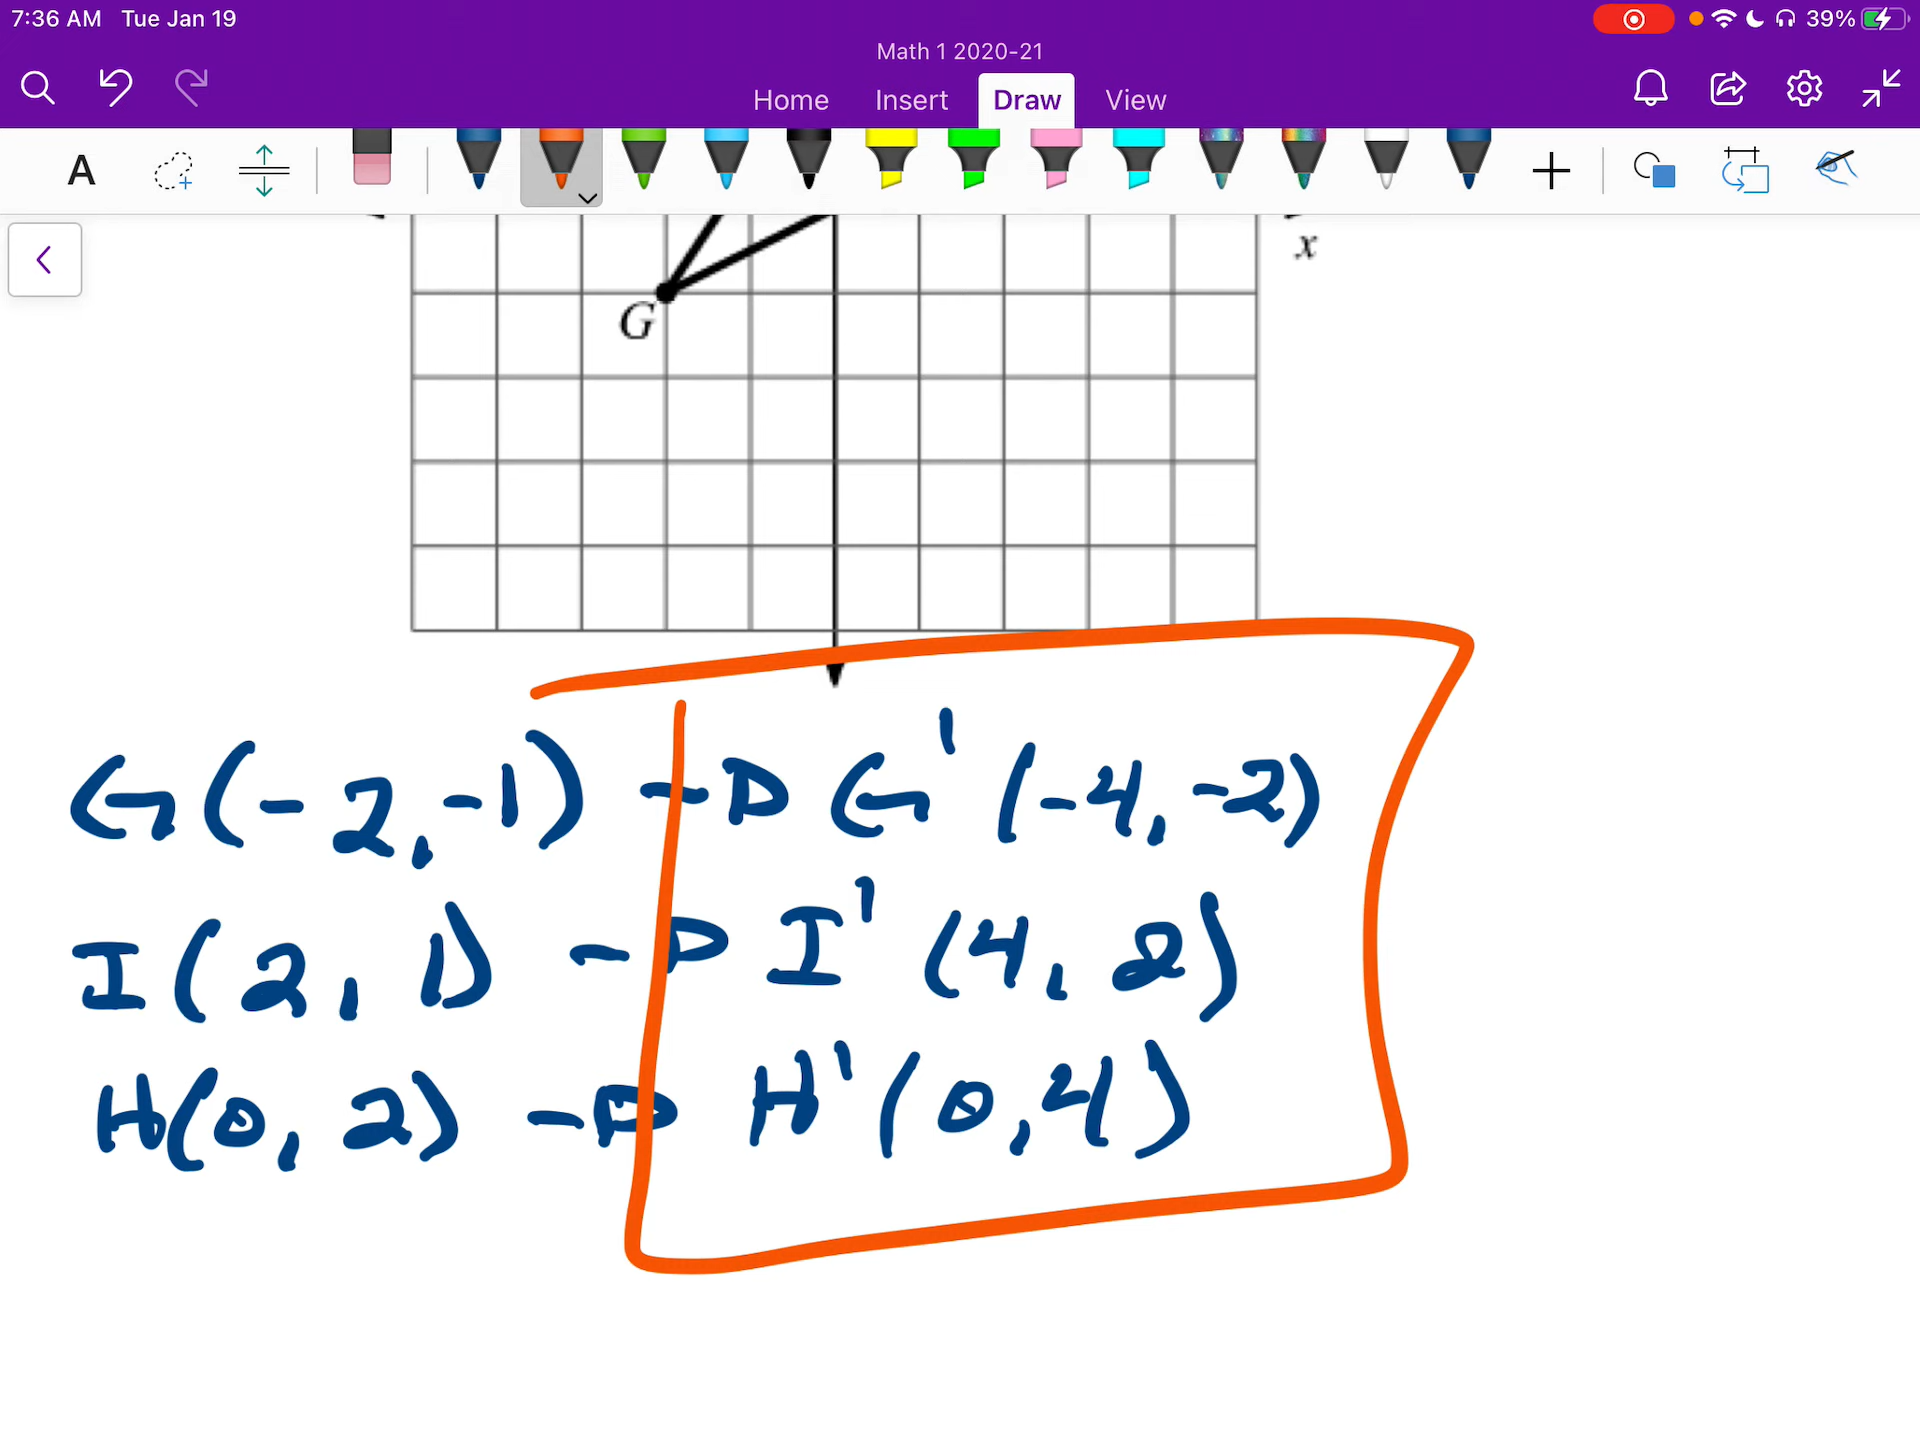 7:36 AM Tue Jan 19 39%
Math 1 2020-21
Home Insert Draw View
A
x
G
G(-2,-1) → G'(-4,-2)
I(2,1) → I'(4,2)
H(0,2) → H'(0,4)